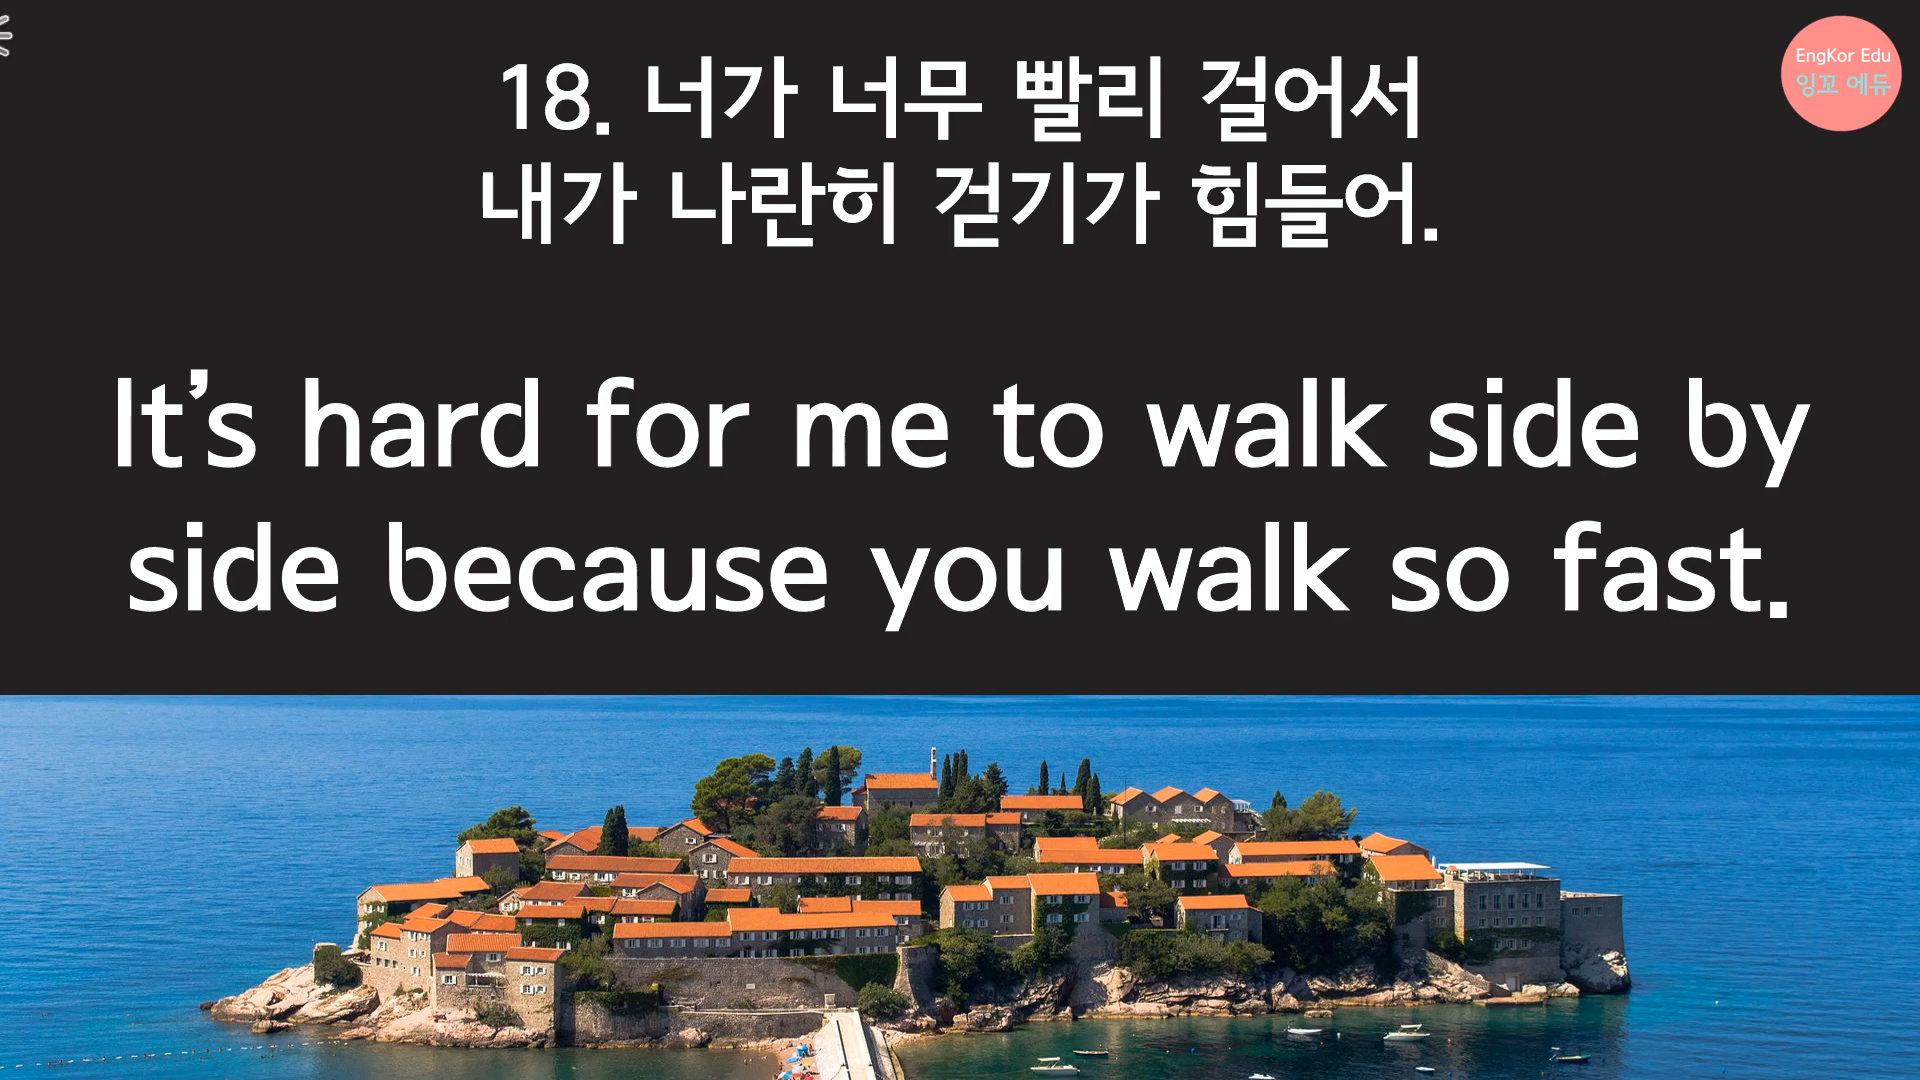 EngKor Edu
잉꼬 에듀
18. 너가 너무 빨리 걸어서
내가 나란히 걷기가 힘들어.
It’s hard for me to walk side by
side because you walk so fast.